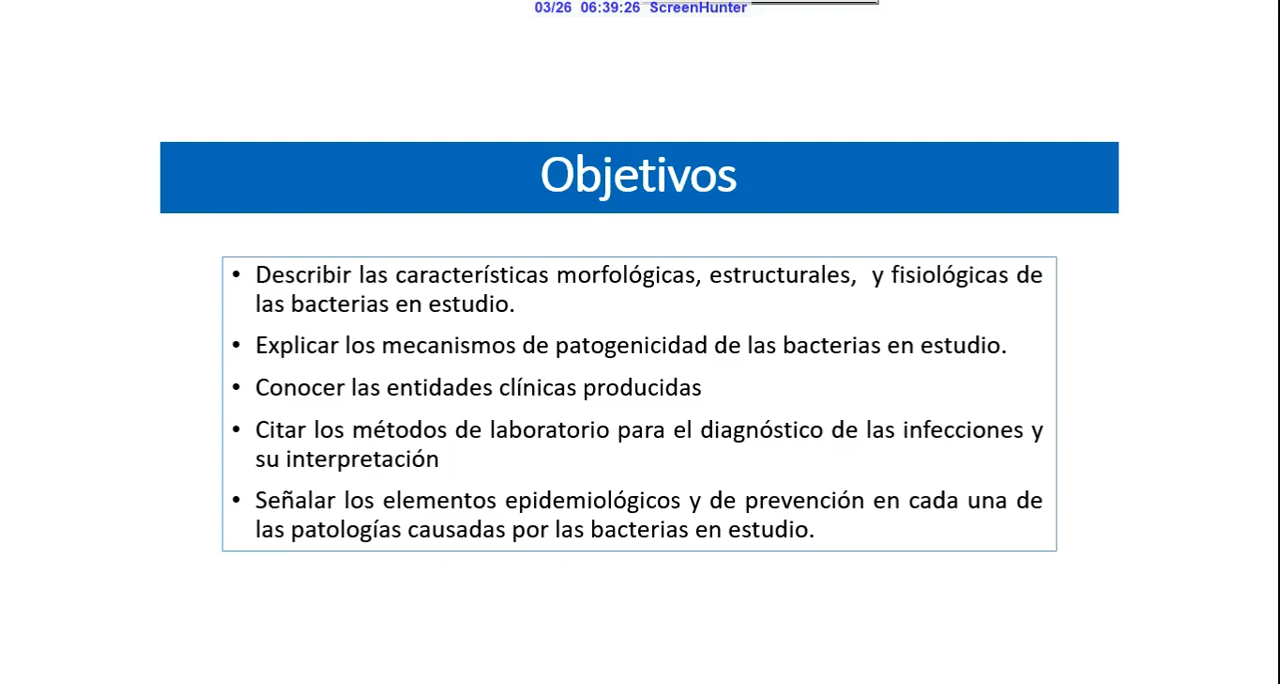 03/26 06:39:26 ScreenHunter
Objetivos
• Describir las características morfológicas, estructurales, y fisiológicas de
las bacterias en estudio.
• Explicar los mecanismos de patogenicidad de las bacterias en estudio.
• Conocer las entidades clínicas producidas
• Citar los métodos de laboratorio para el diagnóstico de las infecciones y
su interpretación
• Señalar los elementos epidemiológicos y de prevención en cada una de
las patologías causadas por las bacterias en estudio.